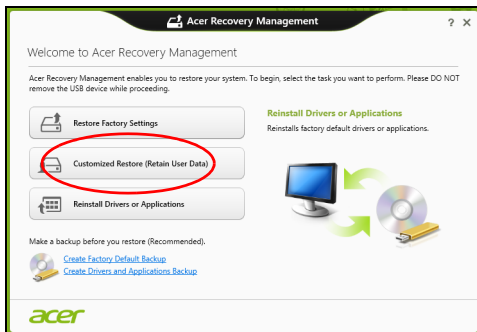 Acer Recovery Management
? ×
Welcome to Acer Recovery Management
Acer Recovery Management enables you to restore your system. To begin, select the task you want to perform. Please DO NOT
remove the USB device while proceeding.
Restore Factory Settings
Customized Restore (Retain User Data)
Reinstall Drivers or Applications
Reinstall Drivers or Applications
Reinstalls factory default drivers or applications.
Make a backup before you restore (Recommended).
Create Factory Default Backup
Create Drivers and Applications Backup
acer